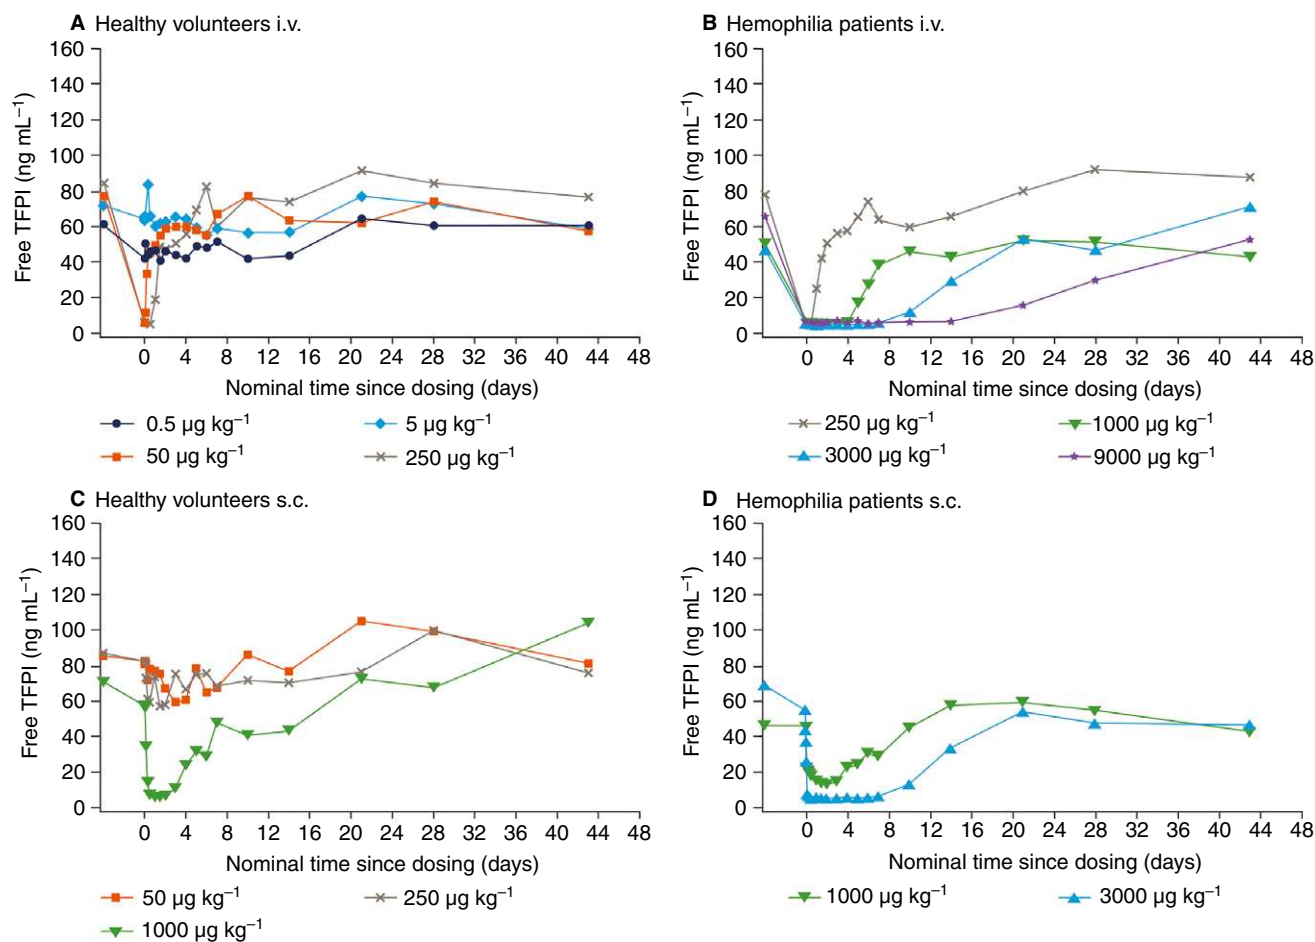 A Healthy volunteers i.v.
160
140
120
100
80
60
40
20
0
Free TFPI (ng mL⁻¹)
0 4 8 12 16 20 24 28 32 36 40 44 48
Nominal time since dosing (days)
0.5 µg kg⁻¹ 5 µg kg⁻¹
50 µg kg⁻¹ 250 µg kg⁻¹
B Hemophilia patients i.v.
160
140
120
100
80
60
40
20
0
Free TFPI (ng mL⁻¹)
0 4 8 12 16 20 24 28 32 36 40 44 48
Nominal time since dosing (days)
250 µg kg⁻¹ 1000 µg kg⁻¹
3000 µg kg⁻¹ 9000 µg kg⁻¹
C Healthy volunteers s.c.
160
140
120
100
80
60
40
20
0
Free TFPI (ng mL⁻¹)
0 4 8 12 16 20 24 28 32 36 40 44 48
Nominal time since dosing (days)
50 µg kg⁻¹ 250 µg kg⁻¹
1000 µg kg⁻¹
D Hemophilia patients s.c.
160
140
120
100
80
60
40
20
0
Free TFPI (ng mL⁻¹)
0 4 8 12 16 20 24 28 32 36 40 44 48
Nominal time since dosing (days)
1000 µg kg⁻¹ 3000 µg kg⁻¹